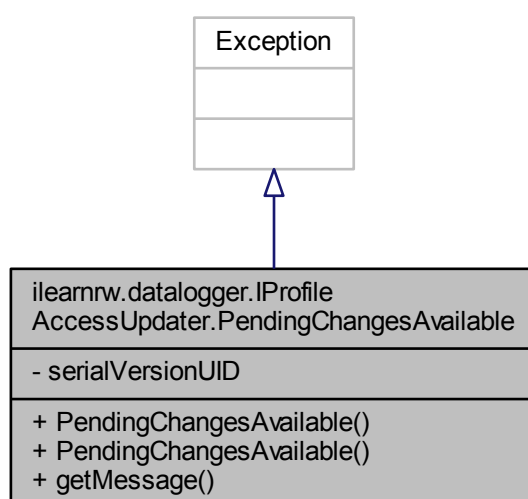 Exception
ilearnrw.datalogger.IProfile
AccessUpdater.PendingChangesAvailable
- serialVersionUID
+ PendingChangesAvailable()
+ PendingChangesAvailable()
+ getMessage()